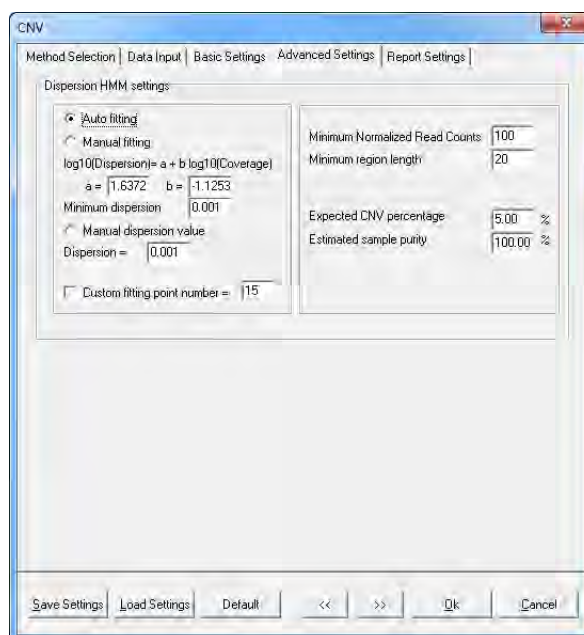 CNV
Method Selection Data Input Basic Settings Advanced Settings Report Settings
Dispersion HMM settings
Auto fitting
Manual fitting
log10(Dispersion)= a + b log10(Coverage)
a = 1.6372 b = -1.1253
Minimum dispersion 0.001
Manual dispersion value
Dispersion = 0.001
Custom fitting point number = 15
Minimum Normalized Read Counts 100
Minimum region length 20
Expected CNV percentage 5.00 %
Estimated sample purity 100.00 %
Save Settings Load Settings Default << >> Ok Cancel